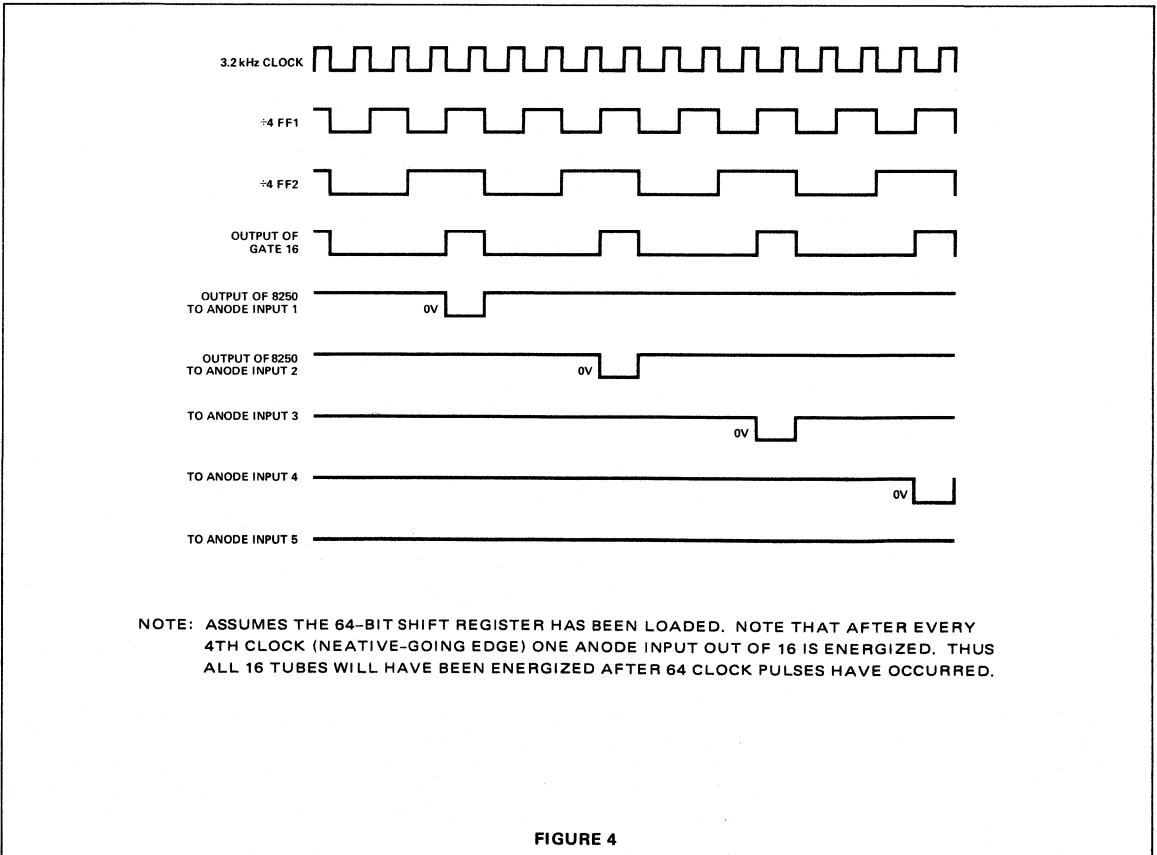 3.2 kHz CLOCK
÷4 FF1
÷4 FF2
OUTPUT OF
GATE 16
OUTPUT OF 8250
TO ANODE INPUT 1
0V
OUTPUT OF 8250
TO ANODE INPUT 2
0V
TO ANODE INPUT 3
0V
TO ANODE INPUT 4
0V
TO ANODE INPUT 5
NOTE: ASSUMES THE 64-BIT SHIFT REGISTER HAS BEEN LOADED. NOTE THAT AFTER EVERY
4TH CLOCK (NEATIVE-GOING EDGE) ONE ANODE INPUT OUT OF 16 IS ENERGIZED. THUS
ALL 16 TUBES WILL HAVE BEEN ENERGIZED AFTER 64 CLOCK PULSES HAVE OCCURRED.
FIGURE 4